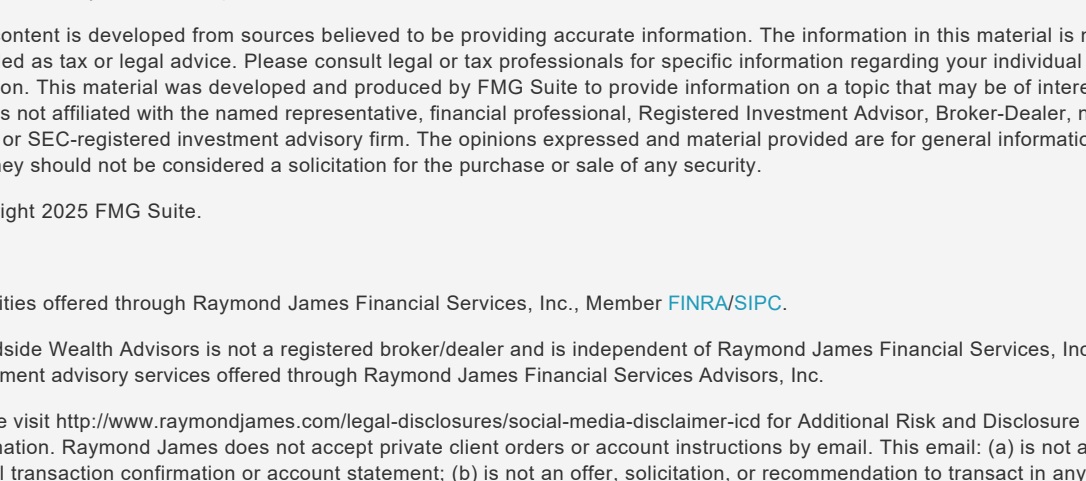 ontent is developed from sources believed to be providing accurate information. The information in this material is
ed as tax or legal advice. Please consult legal or tax professionals for specific information regarding your individual
on. This material was developed and produced by FMG Suite to provide information on a topic that may be of intere
s not affiliated with the named representative, financial professional, Registered Investment Advisor, Broker-Dealer,
or SEC-registered investment advisory firm. The opinions expressed and material provided are for general informatio
ey should not be considered a solicitation for the purchase or sale of any security.
ight 2025 FMG Suite.
ities offered through Raymond James Financial Services, Inc., Member FINRA/SIPC.
dside Wealth Advisors is not a registered broker/dealer and is independent of Raymond James Financial Services, Inc
ment advisory services offered through Raymond James Financial Services Advisors, Inc.
e visit http://www.raymondjames.com/legal-disclosures/social-media-disclaimer-icd for Additional Risk and Disclosure
nation. Raymond James does not accept private client orders or account instructions by email. This email: (a) is not a
l transaction confirmation or account statement; (b) is not an offer, solicitation, or recommendation to transact in any